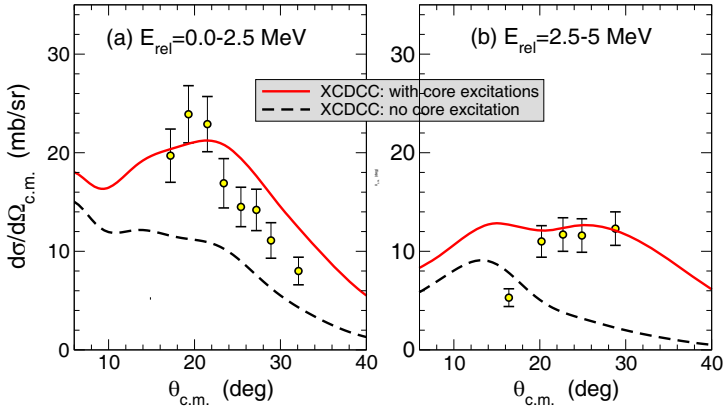 (a) E_rel=0.0-2.5 MeV
(b) E_rel=2.5-5 MeV
XCDCC: with core excitations
XCDCC: no core excitation
dσ/dΩ_c.m. (mb/sr)
30
20
10
0
10
20
30
40
θ_c.m. (deg)
30
20
10
0
10
20
30
40
θ_c.m. (deg)